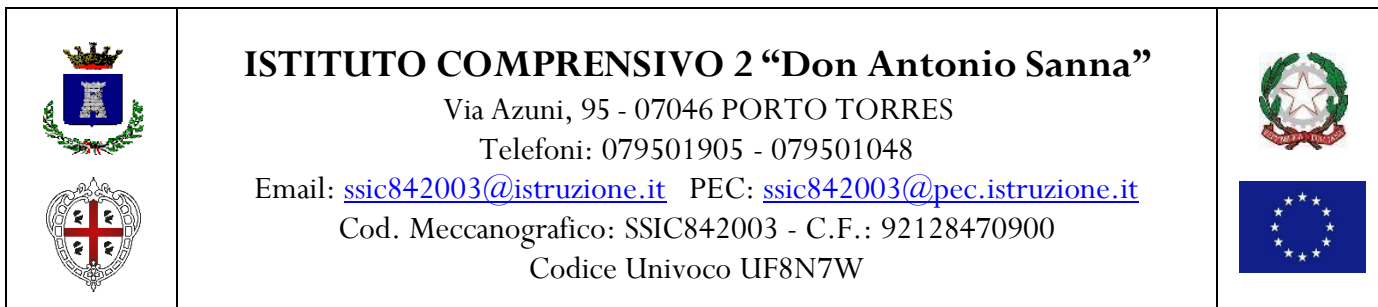 ISTITUTO COMPRENSIVO 2 “Don Antonio Sanna”
Via Azuni, 95 - 07046 PORTO TORRES
Telefoni: 079501905 - 079501048
Email: ssic842003@istruzione.it PEC: ssic842003@pec.istruzione.it
Cod. Meccanografico: SSIC842003 - C.F.: 92128470900
Codice Univoco UF8N7W